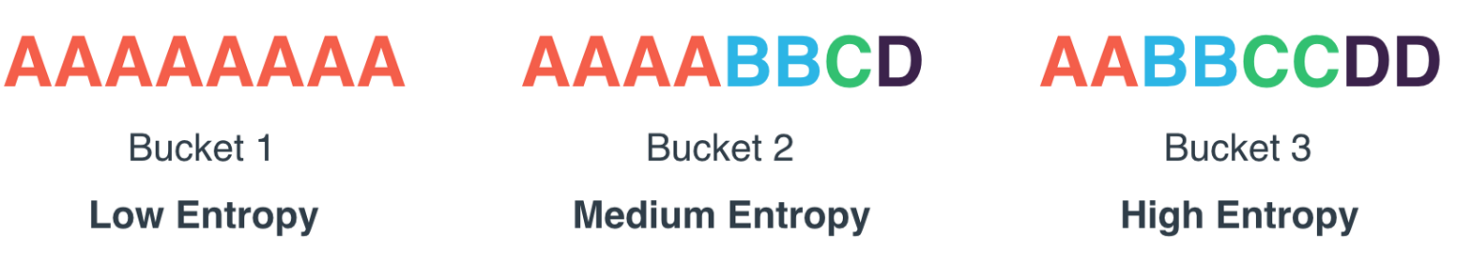 AAAAAAAA AAAABBCD AABBCCDD
Bucket 1 Bucket 2 Bucket 3
Low Entropy Medium Entropy High Entropy